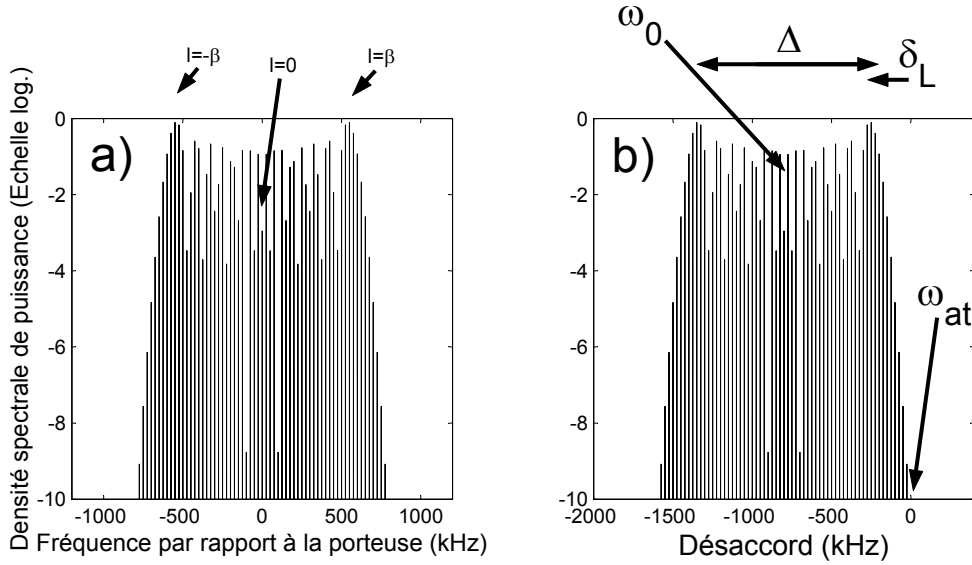 l=-β
l=0
l=β
ω0
Δ
δL
a)
b)
ωat
Densité spectrale de puissance (Echelle log.)
0
-2
-4
-6
-8
-10
-1000
-500
0
500
1000
D Fréquence par rapport à la porteuse (kHz)
0
-2
-4
-6
-8
-10
-2000
-1500
-1000
-500
0
Désaccord (kHz)